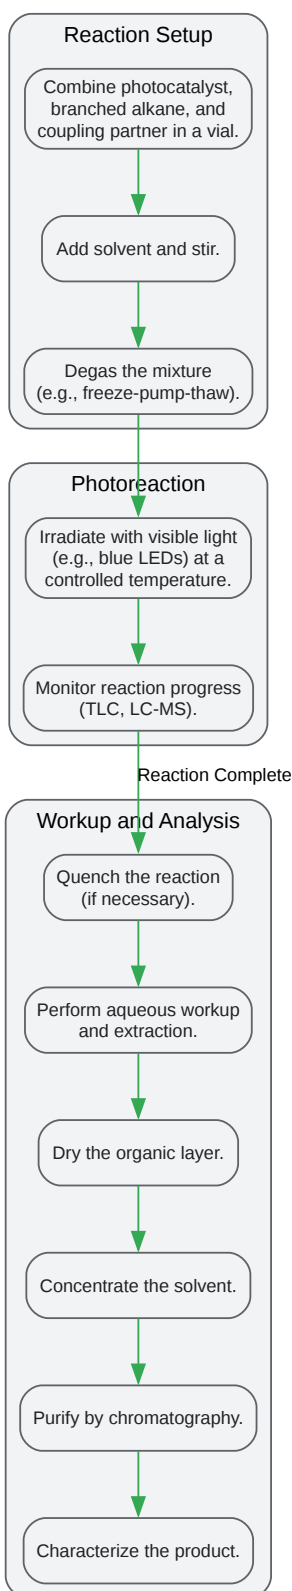 Reaction Setup
Combine photocatalyst,
branched alkane, and
coupling partner in a vial.
Add solvent and stir.
Degas the mixture
(e.g., freeze-pump-thaw).
Photoreaction
Irradiate with visible light
(e.g., blue LEDs) at a
controlled temperature.
Monitor reaction progress
(TLC, LC-MS).
Reaction Complete
Workup and Analysis
Quench the reaction
(if necessary).
Perform aqueous workup
and extraction.
Dry the organic layer.
Concentrate the solvent.
Purify by chromatography.
Characterize the product.